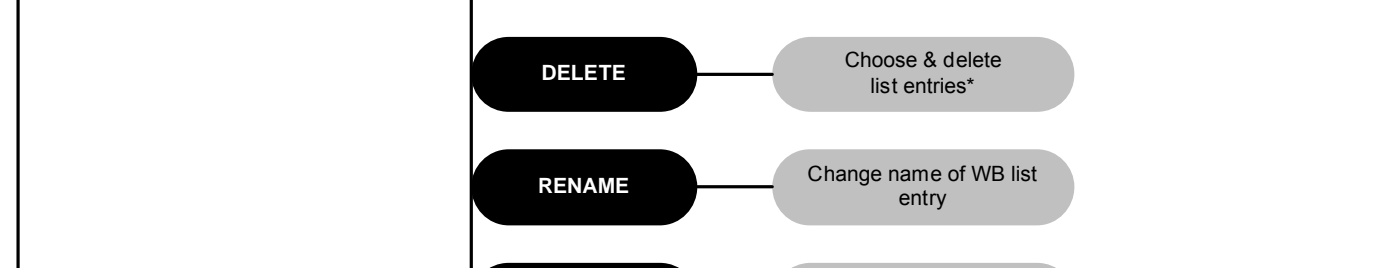 DELETE
Choose & delete
list entries*
RENAME
Change name of WB list
entry